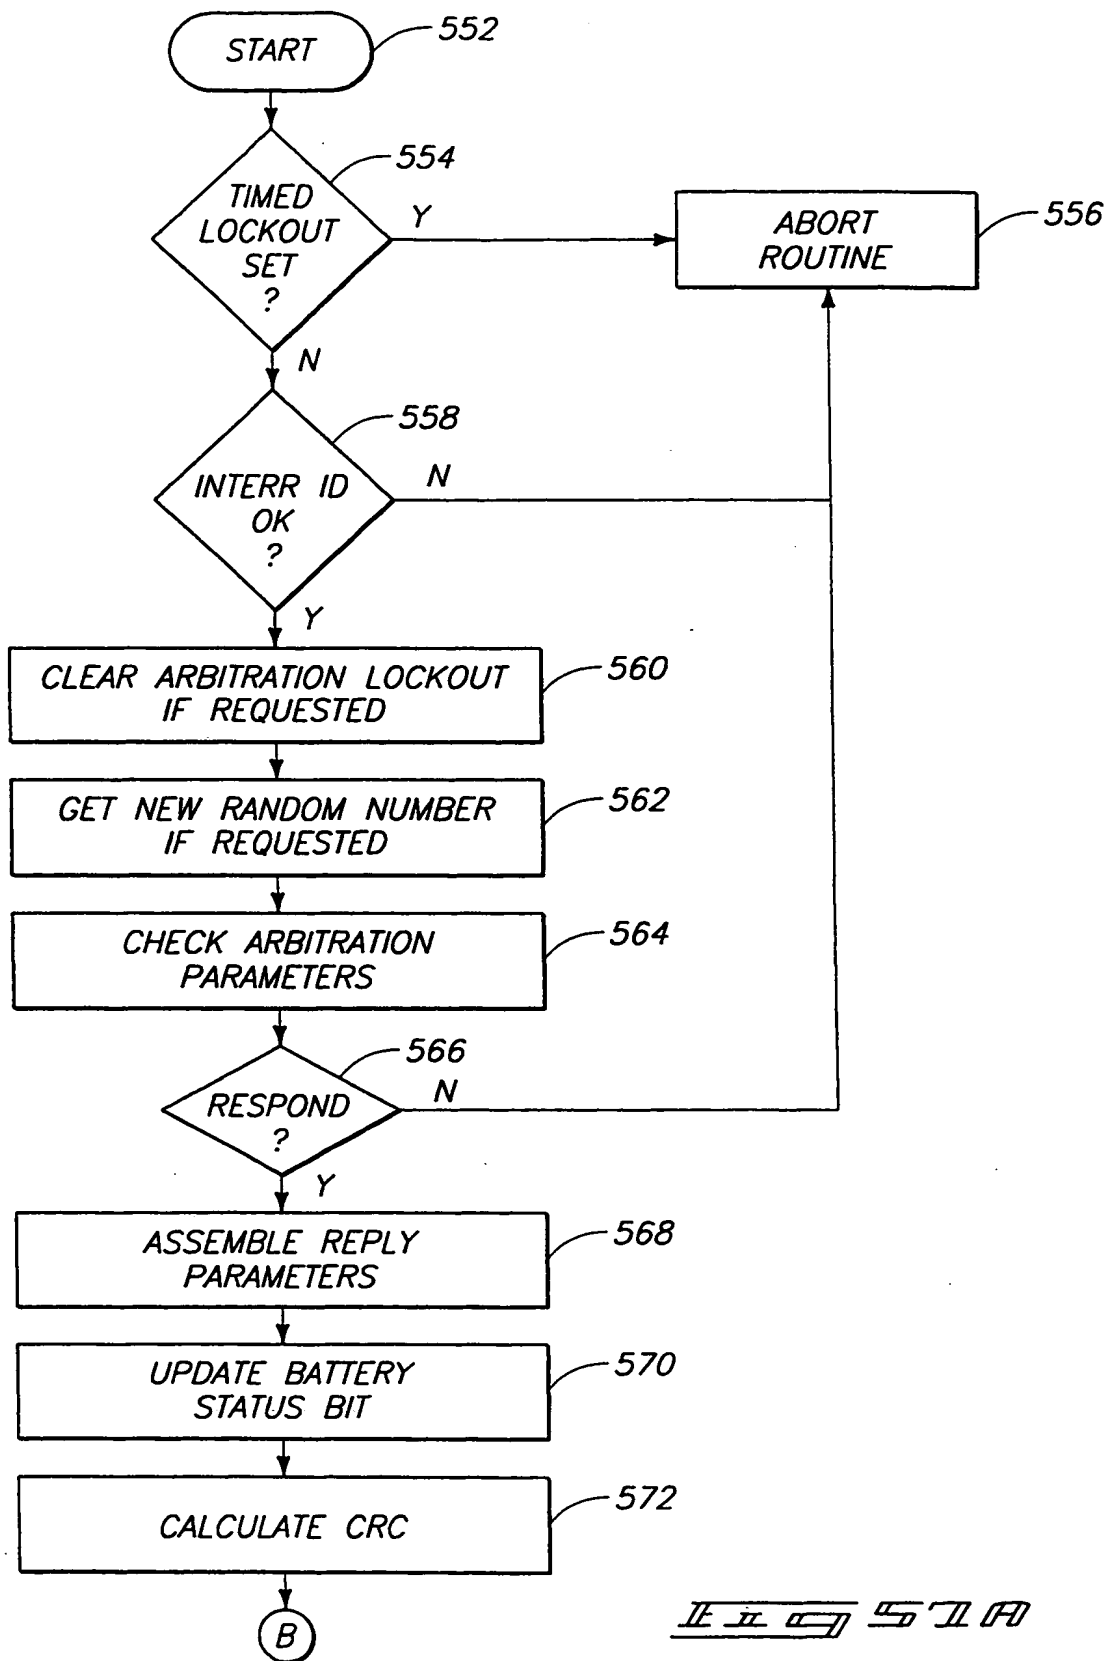 START
552
TIMED
LOCKOUT
SET
?
554
Y
ABORT
ROUTINE
556
N
INTERR ID
OK
?
558
N
Y
CLEAR ARBITRATION LOCKOUT
IF REQUESTED
560
GET NEW RANDOM NUMBER
IF REQUESTED
562
CHECK ARBITRATION
PARAMETERS
564
RESPOND
?
566
N
Y
ASSEMBLE REPLY
PARAMETERS
568
UPDATE BATTERY
STATUS BIT
570
CALCULATE CRC
572
B
FIG 57A